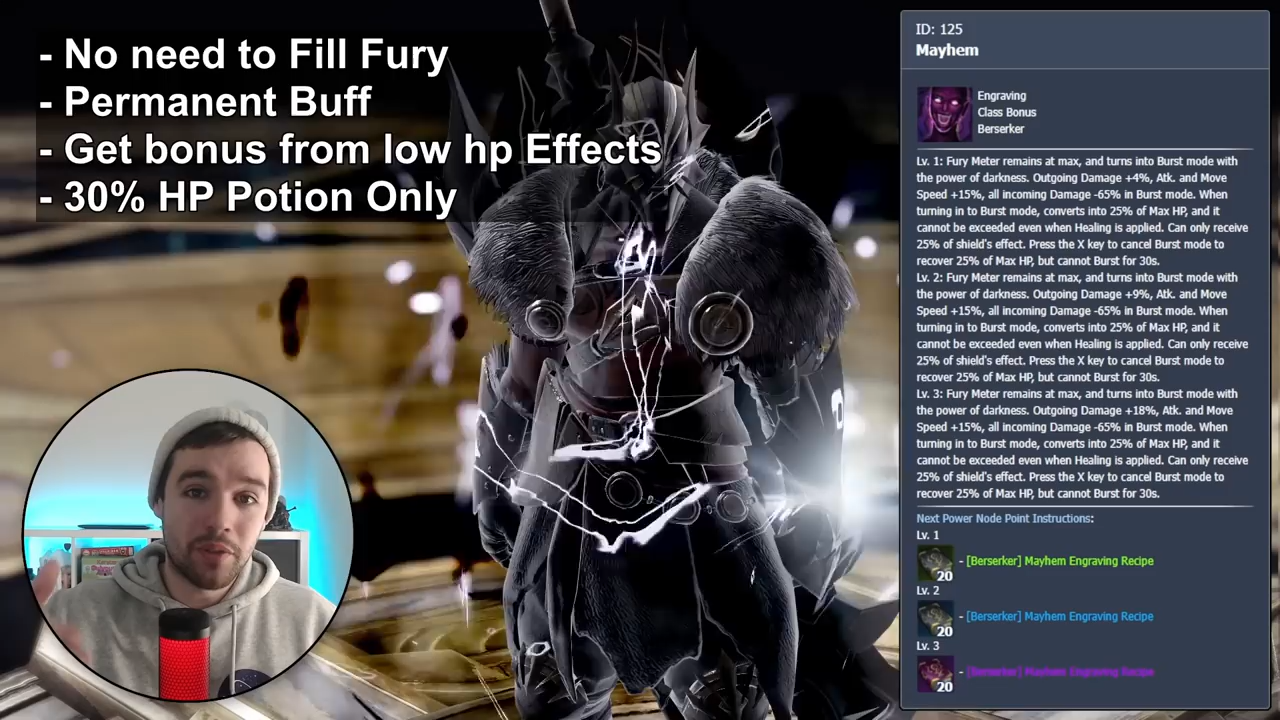 - No need to Fill Fury
- Permanent Buff
- Get bonus from low hp Effects
- 30% HP Potion Only
ID: 125
Mayhem
Engraving
Class Bonus
Berserker
Lv. 1: Fury Meter remains at max, and turns into Burst mode with
the power of darkness. Outgoing Damage +4%, Atk. and Move
Speed +15%, all incoming Damage -65% in Burst mode. When
turning in to Burst mode, converts into 25% of Max HP, and it
cannot be exceeded even when Healing is applied. Can only receive
25% of shield's effect. Press the X key to cancel Burst mode to
recover 25% of Max HP, but cannot Burst for 30s.
Lv. 2: Fury Meter remains at max, and turns into Burst mode with
the power of darkness. Outgoing Damage +9%, Atk. and Move
Speed +15%, all incoming Damage -65% in Burst mode. When
turning in to Burst mode, converts into 25% of Max HP, and it
cannot be exceeded even when Healing is applied. Can only receive
25% of shield's effect. Press the X key to cancel Burst mode to
recover 25% of Max HP, but cannot Burst for 30s.
Lv. 3: Fury Meter remains at max, and turns into Burst mode with
the power of darkness. Outgoing Damage +18%, Atk. and Move
Speed +15%, all incoming Damage -65% in Burst mode. When
turning in to Burst mode, converts into 25% of Max HP, and it
cannot be exceeded even when Healing is applied. Can only receive
25% of shield's effect. Press the X key to cancel Burst mode to
recover 25% of Max HP, but cannot Burst for 30s.
Next Power Node Point Instructions:
Lv. 1
20 - [Berserker] Mayhem Engraving Recipe
Lv. 2
20 - [Berserker] Mayhem Engraving Recipe
Lv. 3
20 - [Berserker] Mayhem Engraving Recipe